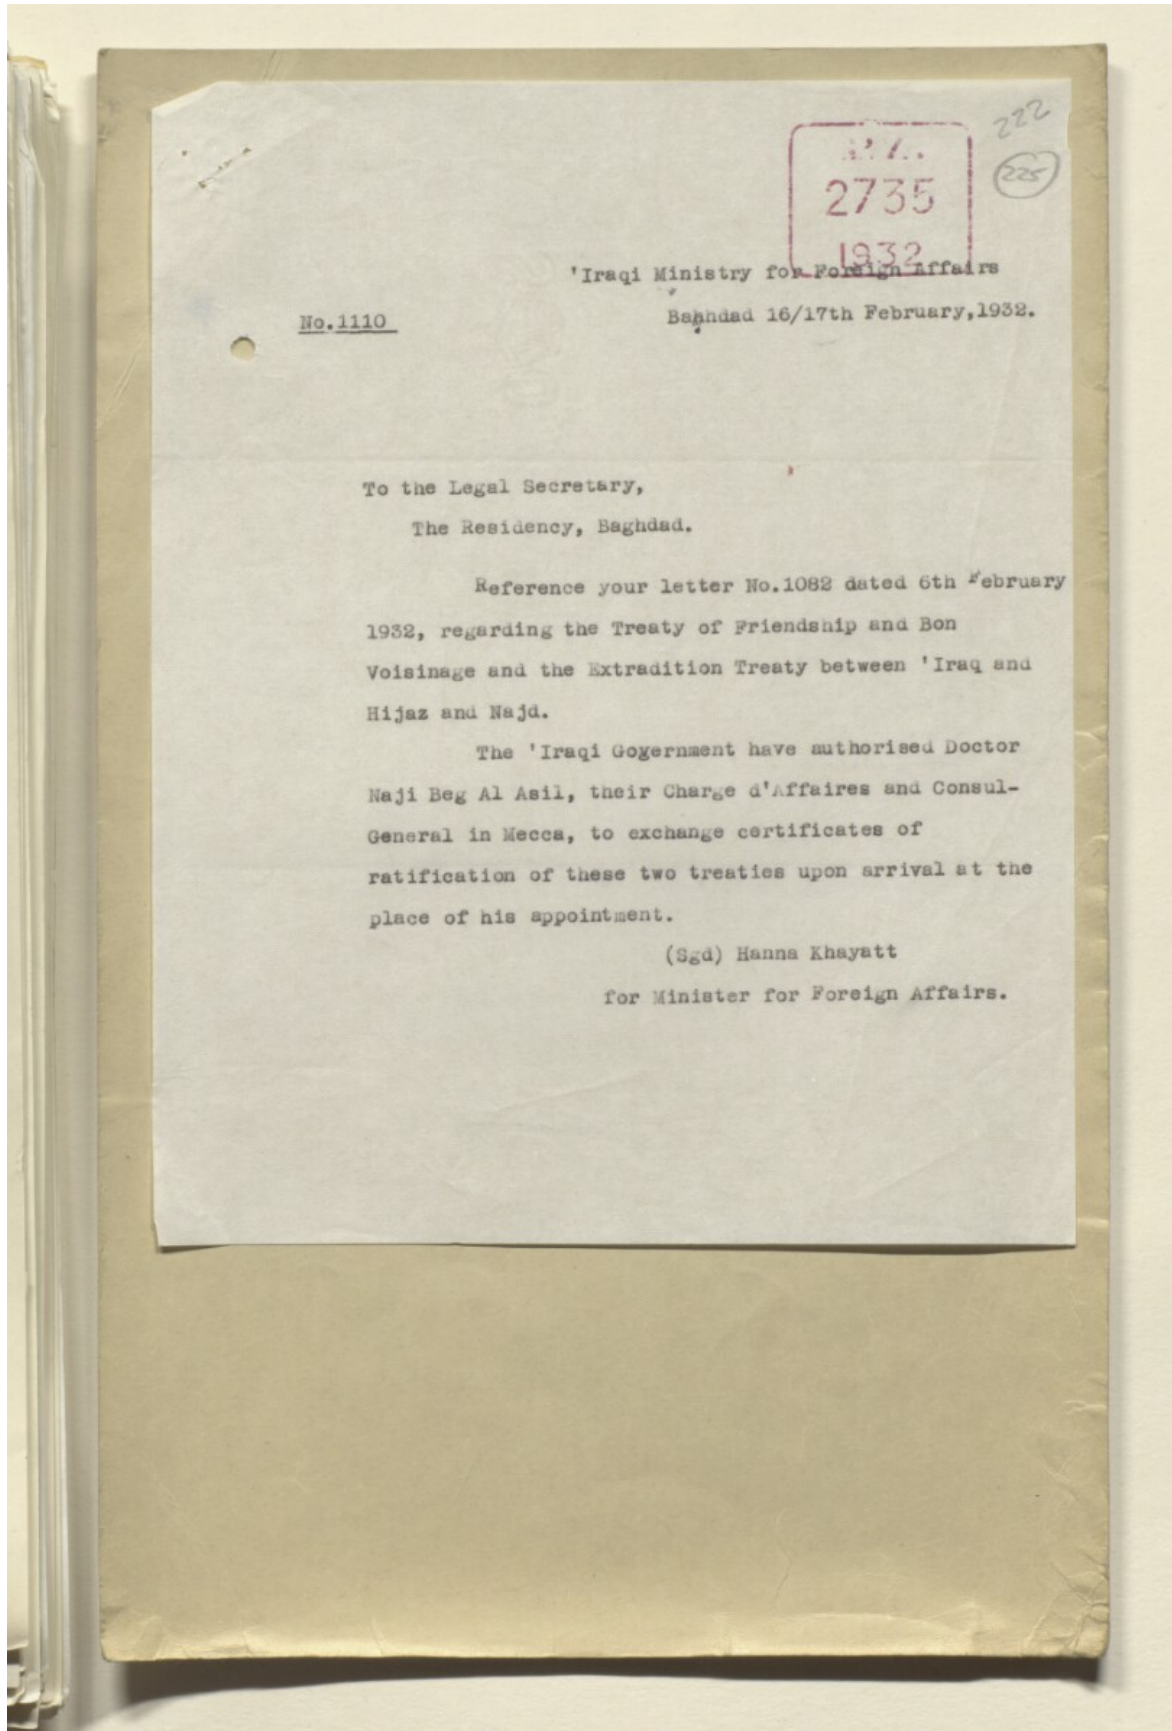 222
225
P.Z.
2735
1932
'Iraqi Ministry for Foreign Affairs
No.1110
Bahhdad 16/17th February,1932.
To the Legal Secretary,
The Residency, Baghdad.
Reference your letter No.1082 dated 6th February
1932, regarding the Treaty of Friendship and Bon
Voisinage and the Extradition Treaty between 'Iraq and
Hijaz and Najd.
The 'Iraqi Gogernment have authorised Doctor
Naji Beg Al Asil, their Charge d'Affaires and Consul-
General in Mecca, to exchange certificates of
ratification of these two treaties upon arrival at the
place of his appointment.
(Sgd) Hanna Khayatt
for Minister for Foreign Affairs.